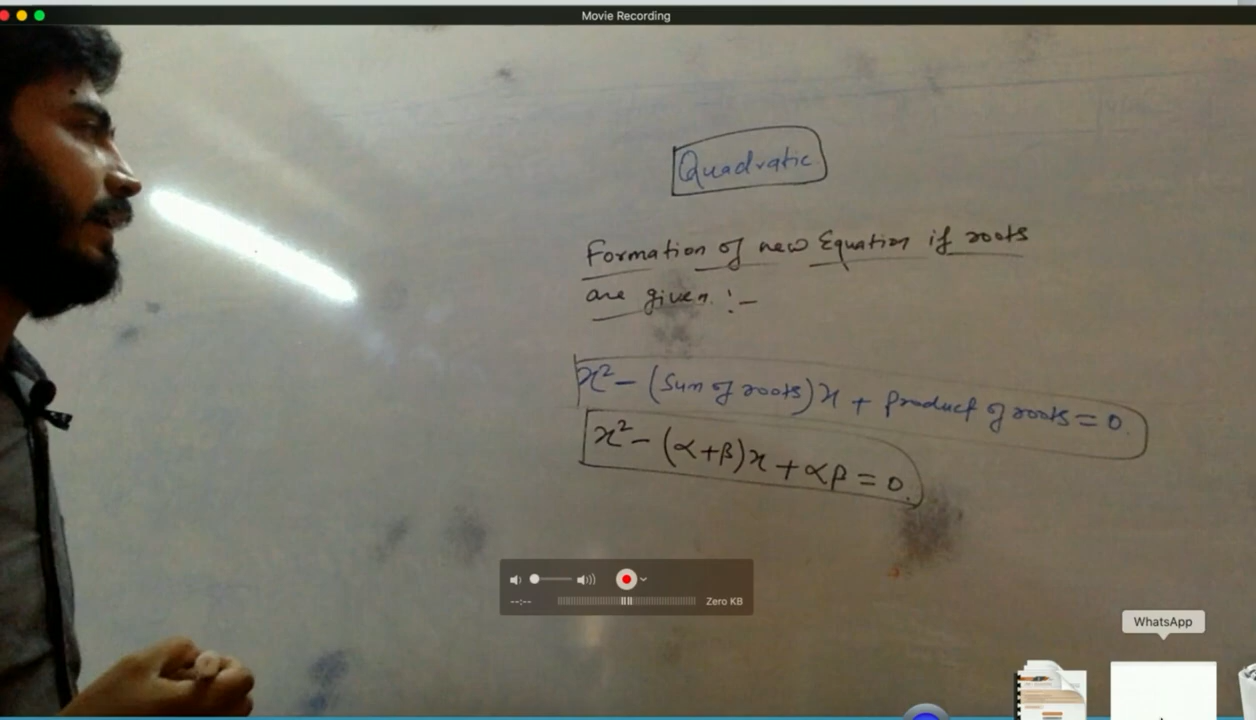 Movie Recording
Quadratic
Formation of new Equation if roots
are given :-
x² - (Sum of roots)x + Product of roots = 0.
x² - (α+β)x + αβ = 0.
--:-- Zero KB
WhatsApp